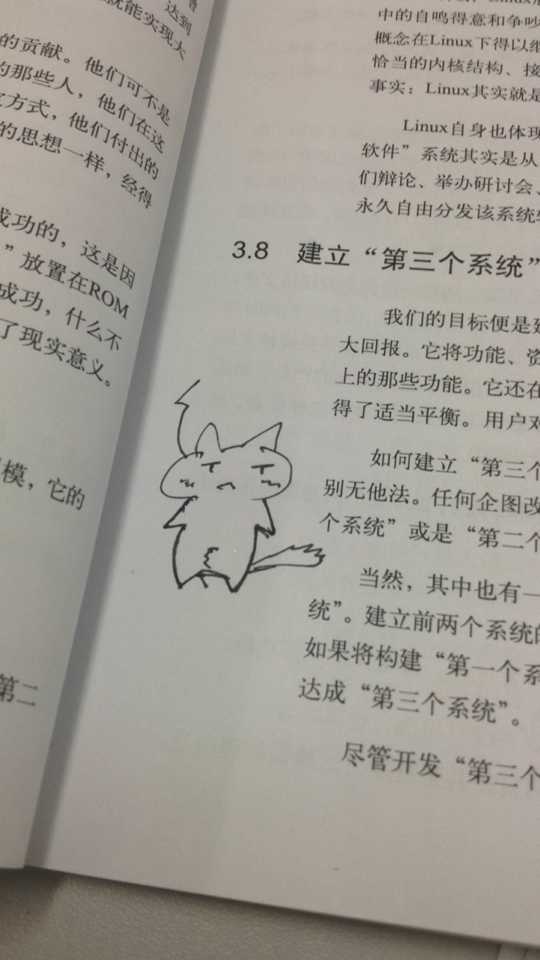 达到
就能实现大
的贡献。他们可不是
的那些人，他们在这
方式，他们付出的
的思想一样，经得
成功的，这是因
”放置在ROM
成功，什么不
了现实意义。
模，它的
第二
中的自鸣得意和争吵
概念在Linux下得以继
恰当的内核结构、接
事实：Linux其实就是
Linux自身也体现
软件”系统其实是从
们辩论、举办研讨会、
永久自由分发该系统
3.8 建立“第三个系统”
我们的目标便是建
大回报。它将功能、资
上的那些功能。它还在
得了适当平衡。用户对
如何建立“第三个
别无他法。任何企图改
个系统”或是“第二个
当然，其中也有一
统”。建立前两个系统的
如果将构建“第一个系
达成“第三个系统”。
尽管开发“第三个